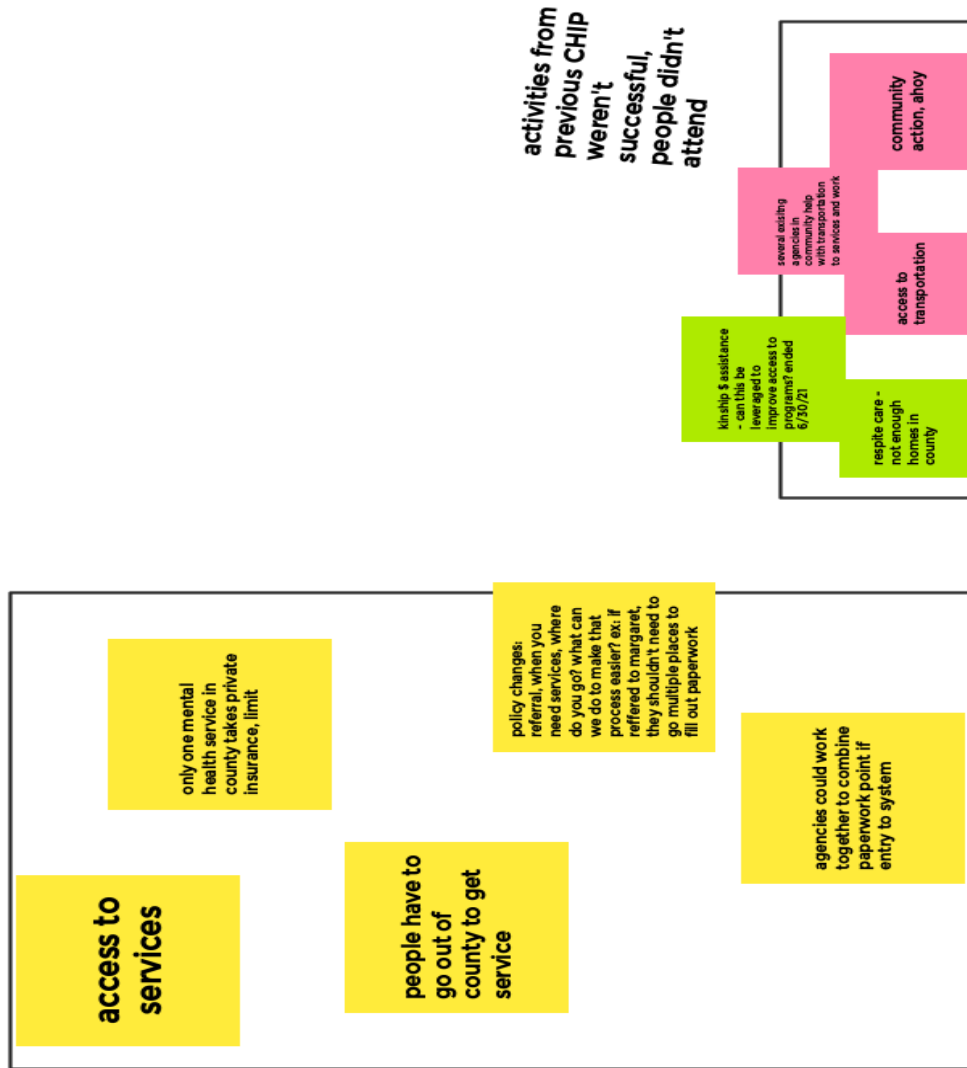 access to
services
only one mental
health service in
county takes private
insurance, limit
people have to
go out of
county to get
service
policy changes:
referral, when you
need services, where
do you go? what can
we do to make that
process easier? ex: if
reffered to margaret,
they shouldn't need to
go multiple places to
fill out paperwork
agencies could work
together to combine
paperwork point if
entry to system
activities from
previous CHIP
weren't
successful,
people didn't
attend
kinship $ assistance
- can this be
leveraged to
improve access to
programs? ended
6/30/21
respite care -
not enough
homes in
county
several exisitng
agencies in
community help
with transportation
to services and work
access to
transportation
community
action, ahoy